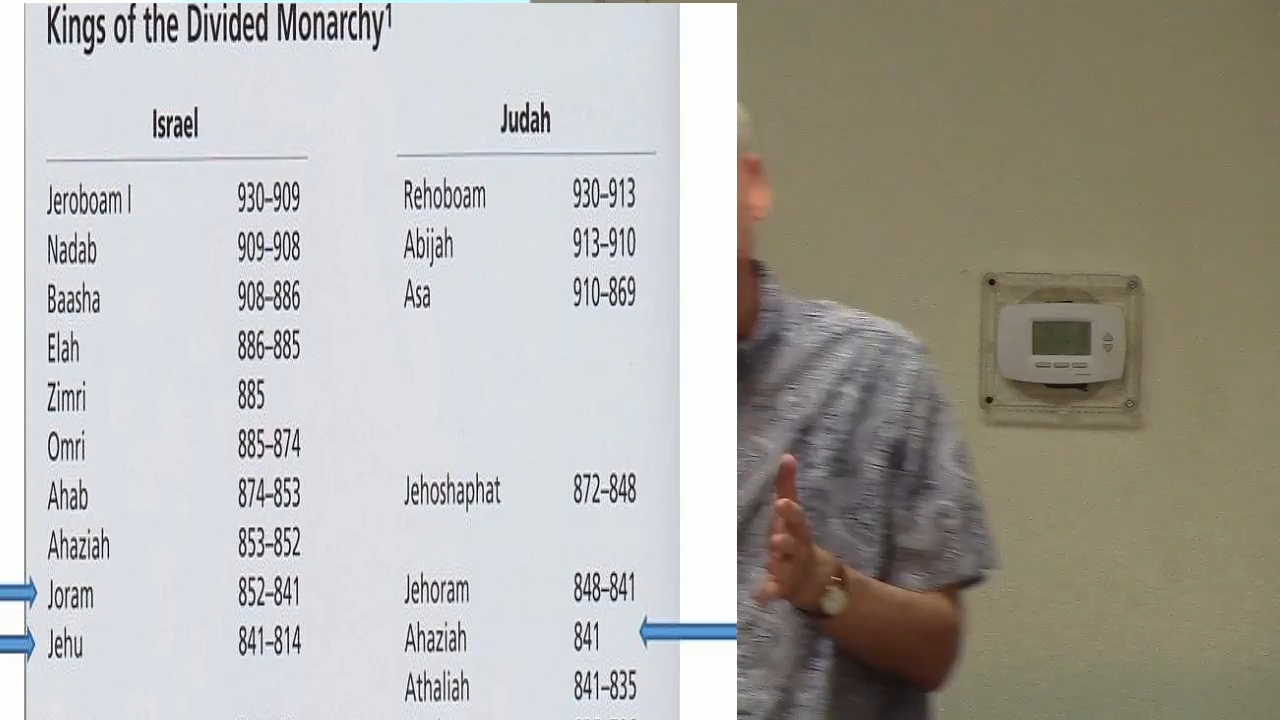 Kings of the Divided Monarchy¹
Israel Judah
Jeroboam I 930–909 Rehoboam 930–913
Nadab 909–908 Abijah 913–910
Baasha 908–886 Asa 910–869
Elah 886–885
Zimri 885
Omri 885–874
Ahab 874–853 Jehoshaphat 872–848
Ahaziah 853–852
Joram 852–841 Jehoram 848–841
Jehu 841–814 Ahaziah 841
Athaliah 841–835